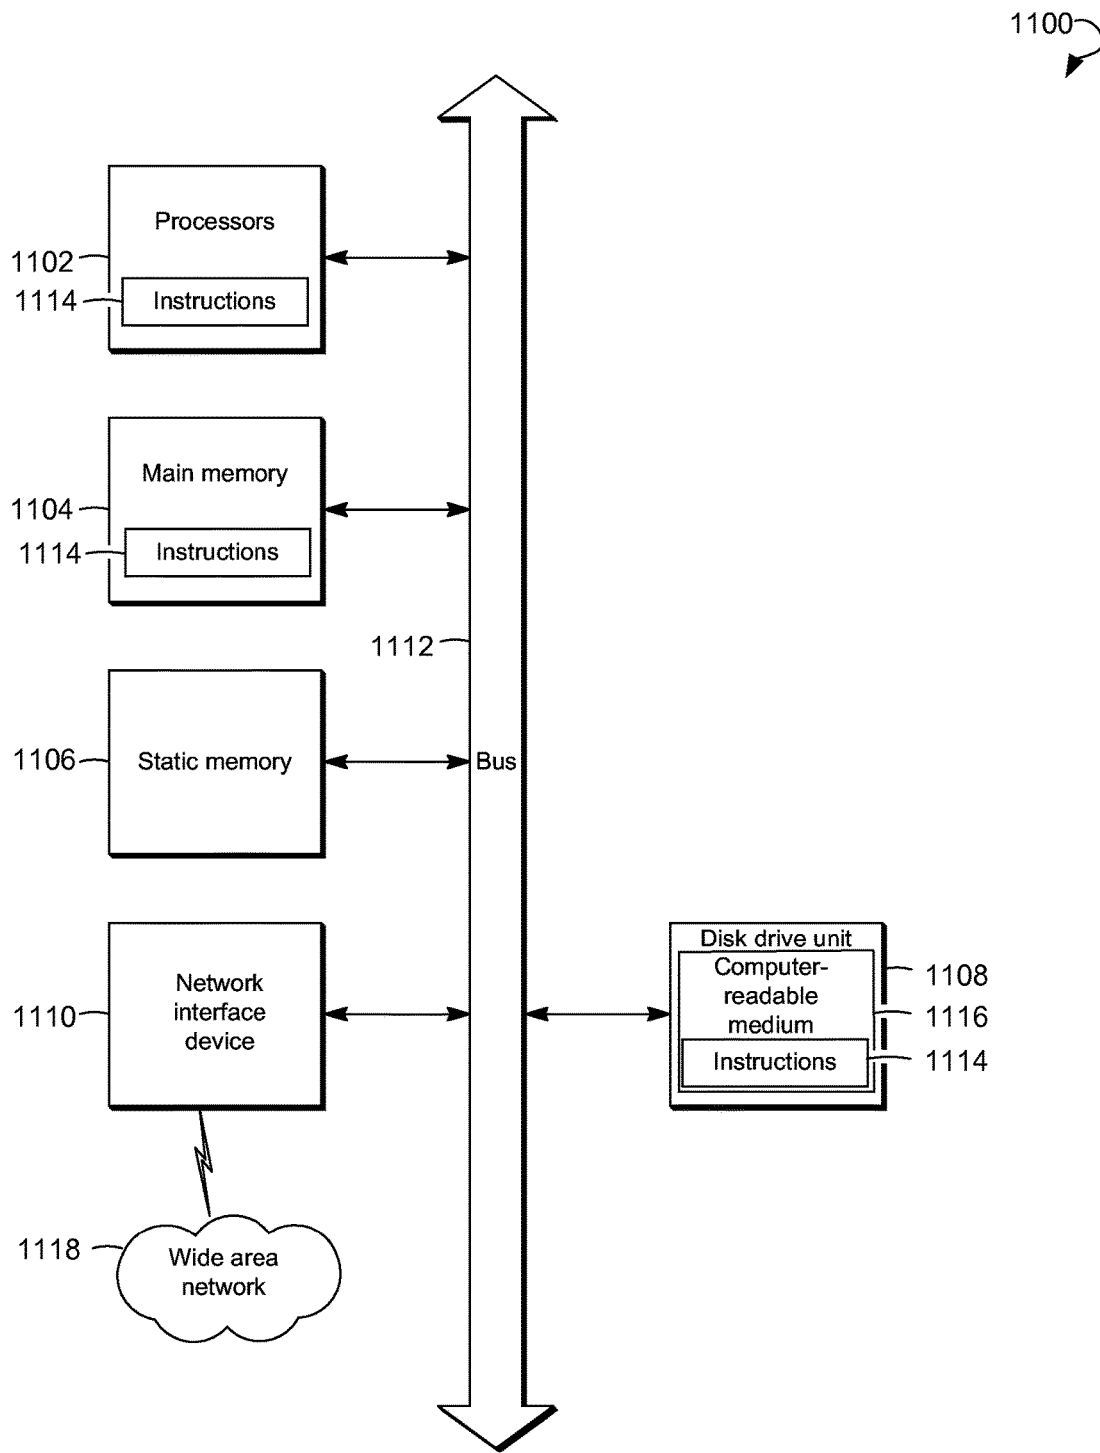 1100
Processors
1102
1114
Instructions
Main memory
1104
1114
Instructions
1112
1106
Static memory
Bus
Disk drive unit
Computer-
readable
medium
Instructions
1108
1116
1114
1110
Network
interface
device
1118
Wide area
network